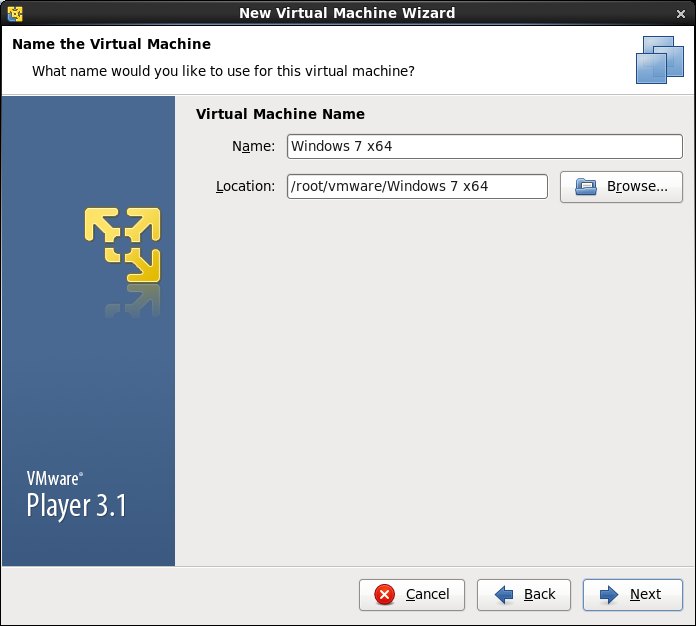 New Virtual Machine Wizard
Name the Virtual Machine
What name would you like to use for this virtual machine?
Virtual Machine Name
Name: Windows 7 x64
Location: /root/vmware/Windows 7 x64 Browse...
VMware®
Player 3.1
Cancel Back Next